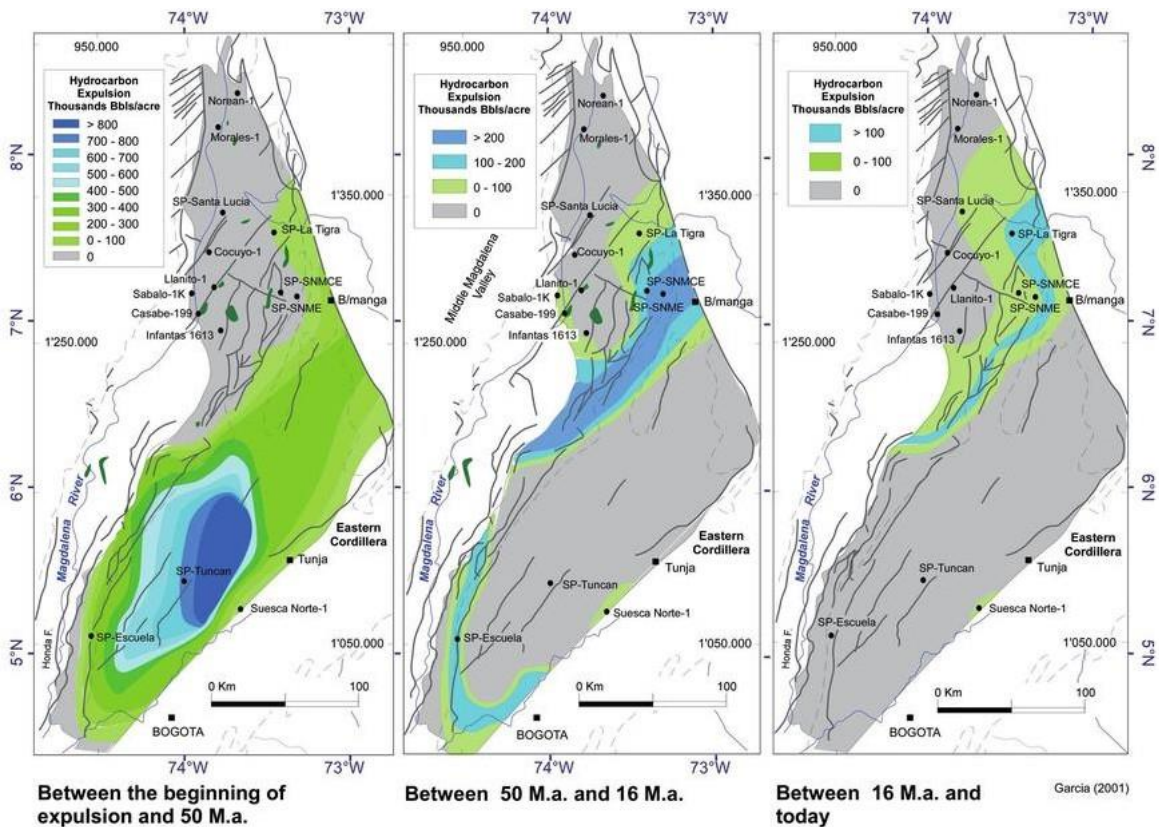 74°W
73°W
950.000
Hydrocarbon
Expulsion
Thousands Bbls/acre
> 800
700 - 800
600 - 700
500 - 600
400 - 500
300 - 400
200 - 300
0 - 100
0
8°N
7°N
6°N
5°N
Norean-1
Morales-1
1'350.000
SP-Santa Lucia
SP-La Tigra
Cocuyo-1
Llanito-1
SP-SNMCE
Sabalo-1K
B/manga
SP-SNME
Casabe-199
Infantas 1613
1'250.000
Magdalena River
Eastern
Cordillera
Tunja
SP-Tuncan
Suesca Norte-1
SP-Escuela
1'050.000
Honda F.
0 Km
100
BOGOTA
74°W
73°W
Between the beginning of
expulsion and 50 M.a.
74°W
73°W
950.000
Hydrocarbon
Expulsion
Thousands Bbls/acre
> 200
100 - 200
0 - 100
0
Norean-1
Morales-1
1'350.000
SP-Santa Lucia
SP-La Tigra
Middle Magdalena
Valley
Cocuyo-1
Llanito-1
SP-SNMCE
Sabalo-1K
B/manga
SP-SNME
Casabe-199
Infantas 1613
1'250.000
Magdalena River
Eastern
Cordillera
Tunja
SP-Tuncan
Suesca Norte-1
SP-Escuela
1'050.000
Honda F.
0 Km
100
BOGOTA
74°W
73°W
Between 50 M.a. and 16 M.a.
74°W
73°W
950.000
Hydrocarbon
Expulsion
Thousands Bbls/acre
> 100
0 - 100
0
Norean-1
Morales-1
8°N
1'350.000
SP-Santa Lucia
SP-La Tigra
Cocuyo-1
SP-SNMCE
Sabalo-1K
Llanito-1
B/manga
SP-SNME
Casabe-199
7°N
Infantas 1613
1'250.000
6°N
Magdalena River
Eastern
Cordillera
Tunja
SP-Tuncan
Suesca Norte-1
SP-Escuela
1'050.000
5°N
Honda F.
0 Km
100
BOGOTA
74°W
73°W
Between 16 M.a. and
today
Garcia (2001)